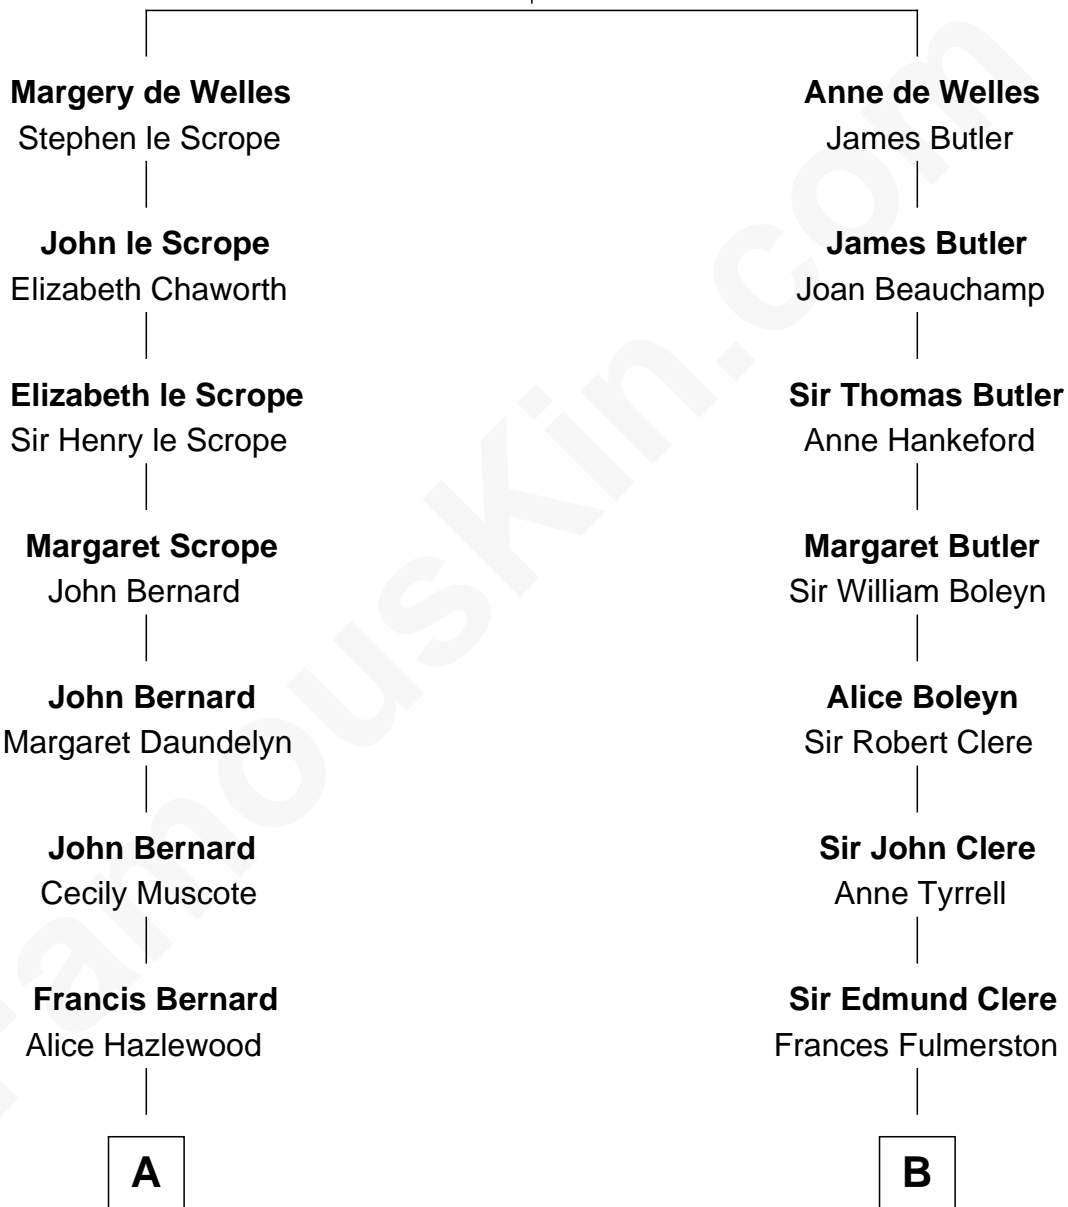 Margery de Welles
Stephen le Scrope
John le Scrope
Elizabeth Chaworth
Elizabeth le Scrope
Sir Henry le Scrope
Margaret Scrope
John Bernard
John Bernard
Margaret Daundelyn
John Bernard
Cecily Muscote
Francis Bernard
Alice Hazlewood
A
Anne de Welles
James Butler
James Butler
Joan Beauchamp
Sir Thomas Butler
Anne Hankeford
Margaret Butler
Sir William Boleyn
Alice Boleyn
Sir Robert Clere
Sir John Clere
Anne Tyrrell
Sir Edmund Clere
Frances Fulmerston
B
FamousKin.com